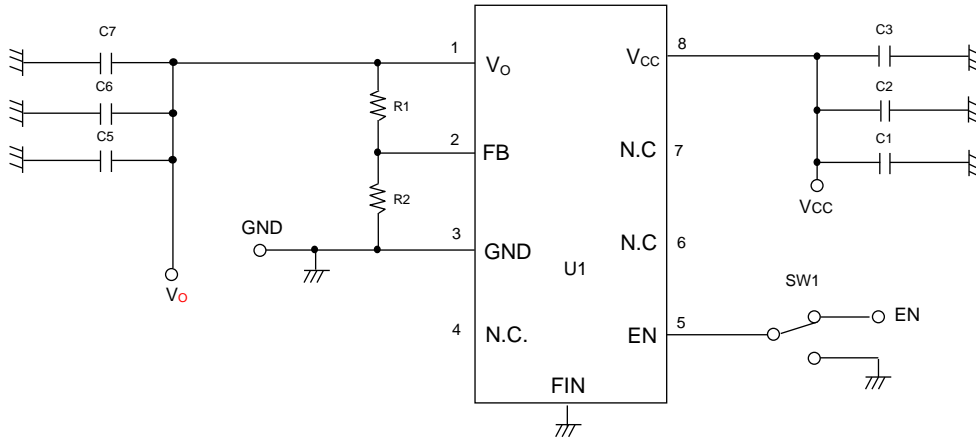 C7
C6
C5
1
2
3
4
R1
R2
GND
VO
VO
FB
GND
N.C.
U1
FIN
VCC
N.C
N.C
EN
8
7
6
5
C3
C2
C1
VCC
SW1
EN